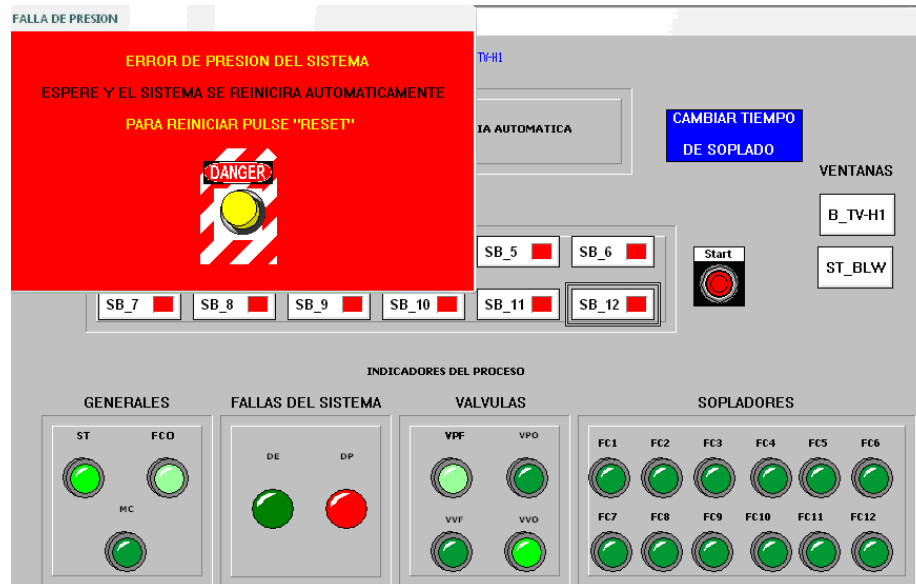 FALLA DE PRESION
ERROR DE PRESION DEL SISTEMA
ESPERE Y EL SISTEMA SE REINICIRA AUTOMATICAMENTE
PARA REINICIAR PULSE "RESET"
DANGER
TV-H1
IA AUTOMATICA
CAMBIAR TIEMPO
DE SOPLADO
VENTANAS
B_TV-H1
ST_BLW
SB_5 SB_6
Start
SB_7 SB_8 SB_9 SB_10 SB_11 SB_12
INDICADORES DEL PROCESO
GENERALES FALLAS DEL SISTEMA VALVULAS SOPLADORES
ST FCO
MC
DE DP
VPF VPO
VVF VVO
FC1 FC2 FC3 FC4 FC5 FC6
FC7 FC8 FC9 FC10 FC11 FC12